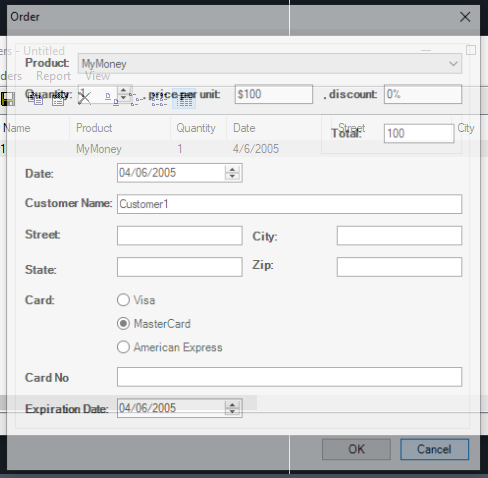 Order
ers - Untitled
Product: MyMoney
ders Report View
Quantity: 1 , price per unit: $100 , discount: 0%
Name Product Quantity Date Street City
Total: 100
1 MyMoney 1 4/6/2005
Date: 04/06/2005
Customer Name: Customer1
Street: City:
State: Zip:
Card: Visa
MasterCard
American Express
Card No
Expiration Date: 04/06/2005
OK Cancel